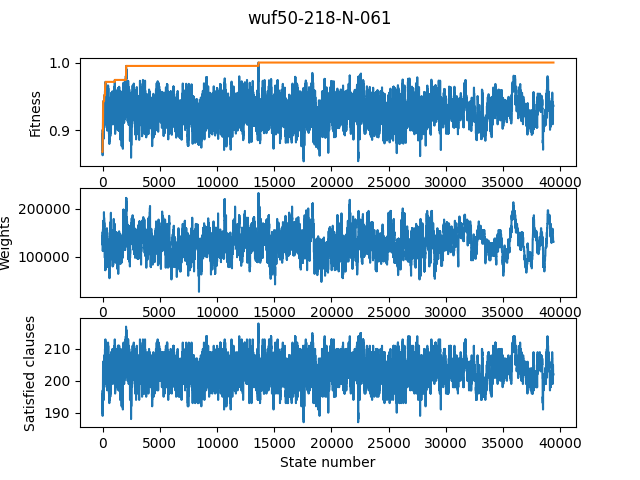 wuf50-218-N-061
1.0
0.9
Fitness
0 5000 10000 15000 20000 25000 30000 35000 40000
200000
100000
Weights
0 5000 10000 15000 20000 25000 30000 35000 40000
210
200
190
Satisfied clauses
0 5000 10000 15000 20000 25000 30000 35000 40000
State number